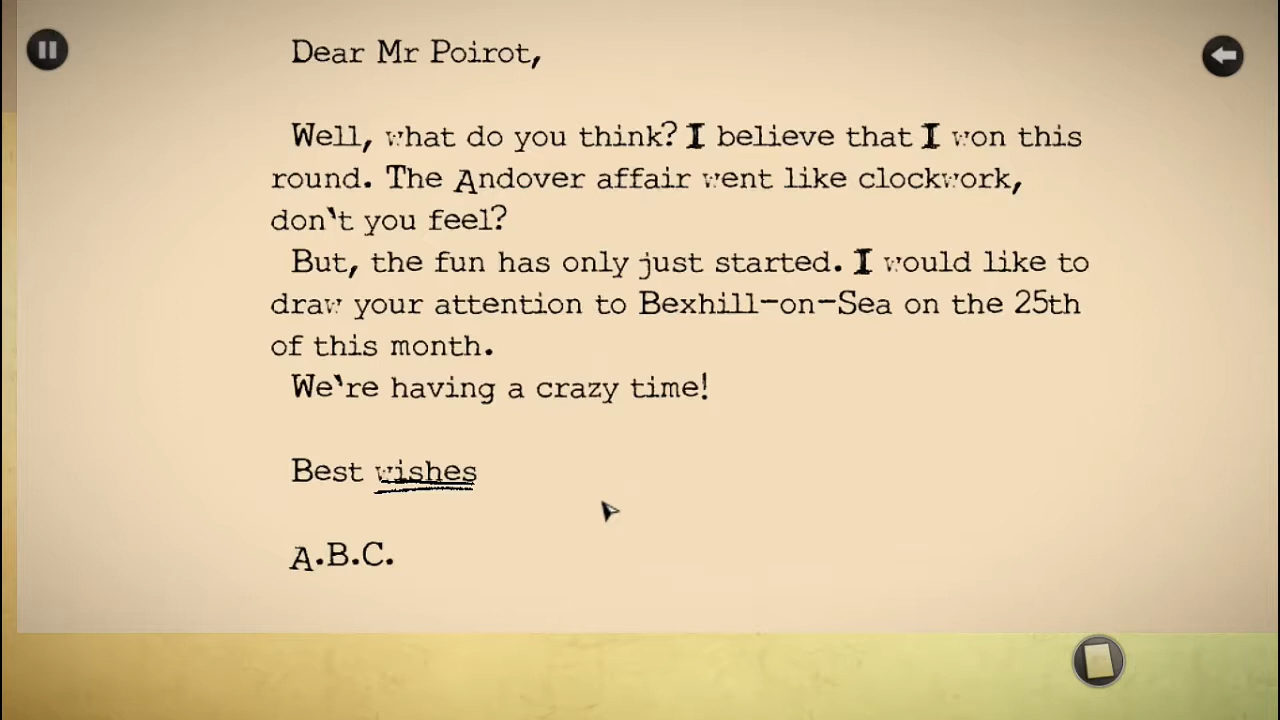 Dear Mr Poirot,
Well, what do you think? I believe that I won this
round. The Andover affair went like clockwork,
don't you feel?
But, the fun has only just started. I would like to
draw your attention to Bexhill-on-Sea on the 25th
of this month.
We're having a crazy time!
Best wishes
A.B.C.